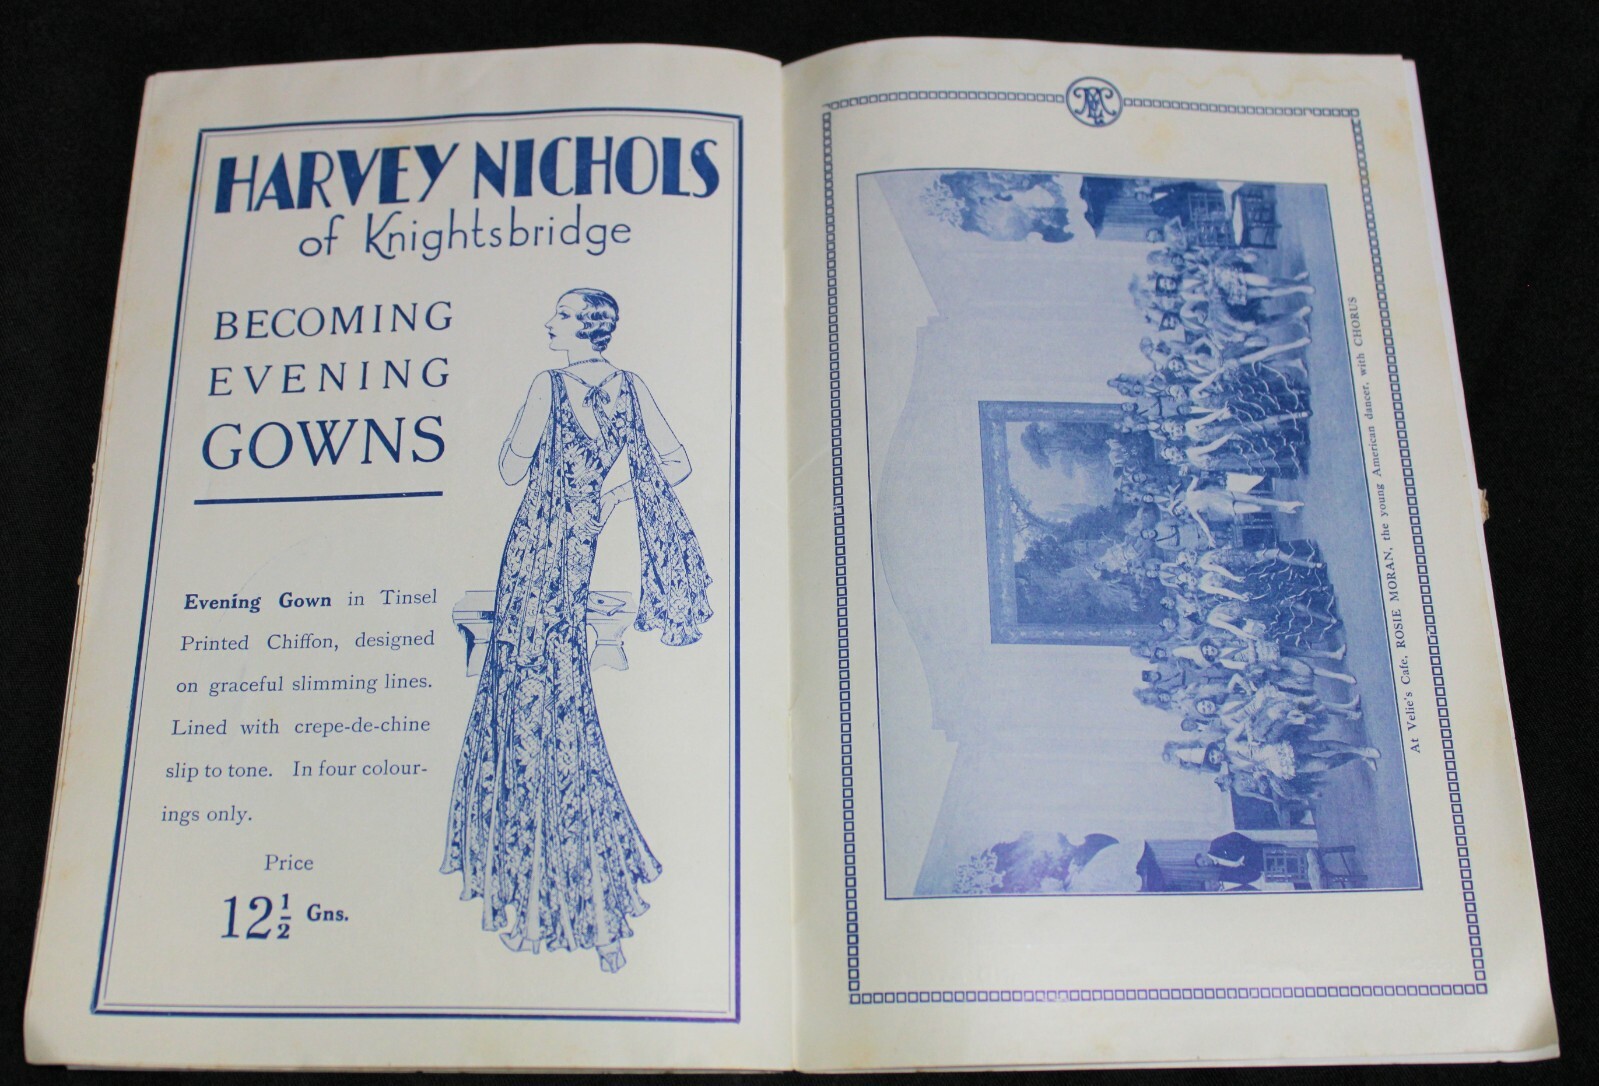 HARVEY NICHOLS
of Knightsbridge
BECOMING
EVENING
GOWNS
Evening Gown in Tinsel
Printed Chiffon, designed
on graceful slimming lines.
Lined with crepe-de-chine
slip to tone. In four colour-
ings only.
Price
12½ Gns.
At Velie's Cafe, ROSIE MORAN, the young American dancer, with CHORUS